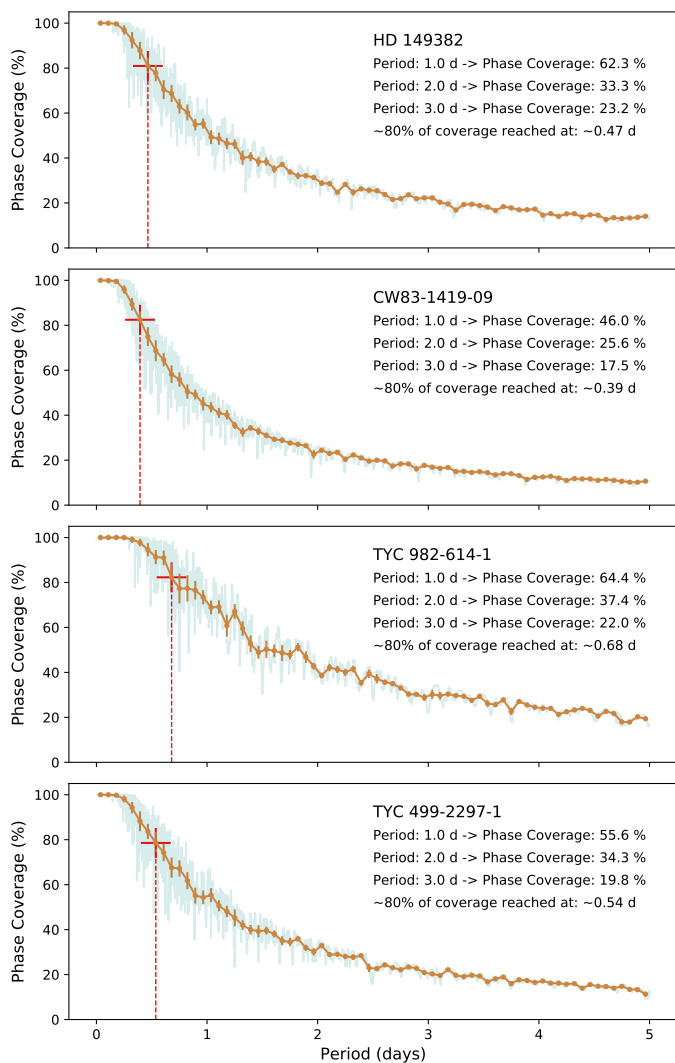 100
80
60
40
20
0
Phase Coverage (%)
HD 149382
Period: 1.0 d -> Phase Coverage: 62.3 %
Period: 2.0 d -> Phase Coverage: 33.3 %
Period: 3.0 d -> Phase Coverage: 23.2 %
~80% of coverage reached at: ~0.47 d
100
80
60
40
20
0
Phase Coverage (%)
CW83-1419-09
Period: 1.0 d -> Phase Coverage: 46.0 %
Period: 2.0 d -> Phase Coverage: 25.6 %
Period: 3.0 d -> Phase Coverage: 17.5 %
~80% of coverage reached at: ~0.39 d
100
80
60
40
20
0
Phase Coverage (%)
TYC 982-614-1
Period: 1.0 d -> Phase Coverage: 64.4 %
Period: 2.0 d -> Phase Coverage: 37.4 %
Period: 3.0 d -> Phase Coverage: 22.0 %
~80% of coverage reached at: ~0.68 d
100
80
60
40
20
0
Phase Coverage (%)
TYC 499-2297-1
Period: 1.0 d -> Phase Coverage: 55.6 %
Period: 2.0 d -> Phase Coverage: 34.3 %
Period: 3.0 d -> Phase Coverage: 19.8 %
~80% of coverage reached at: ~0.54 d
0 1 2 3 4 5
Period (days)